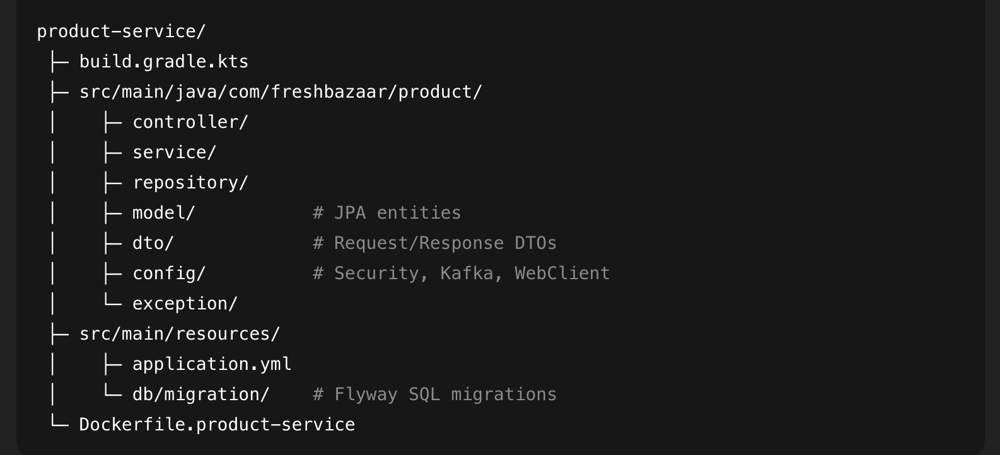 product-service/
 ├─ build.gradle.kts
 ├─ src/main/java/com/freshbazaar/product/
 │    ├─ controller/
 │    ├─ service/
 │    ├─ repository/
 │    ├─ model/           # JPA entities
 │    ├─ dto/             # Request/Response DTOs
 │    ├─ config/          # Security, Kafka, WebClient
 │    └─ exception/
 ├─ src/main/resources/
 │    ├─ application.yml
 │    └─ db/migration/    # Flyway SQL migrations
 └─ Dockerfile.product-service